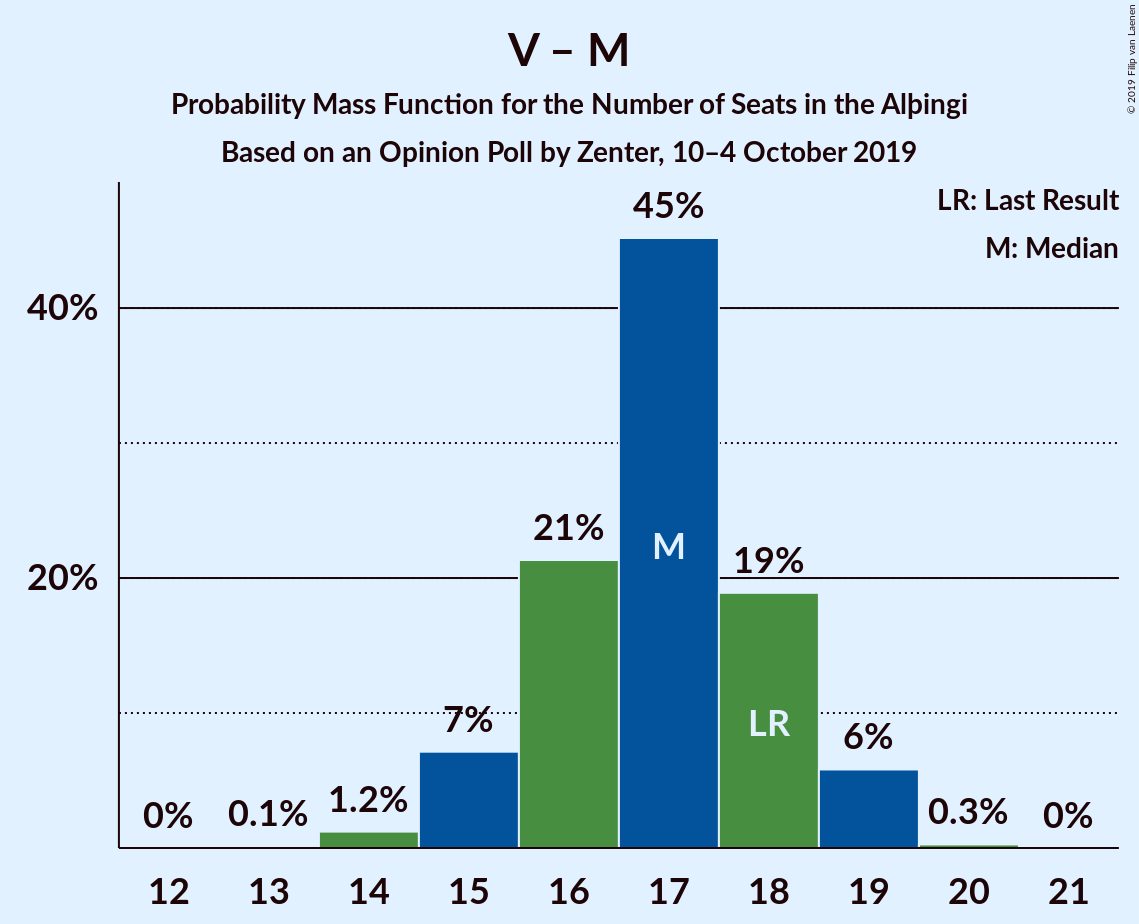 V – M
Probability Mass Function for the Number of Seats in the Alþingi
Based on an Opinion Poll by Zenter, 10–4 October 2019
© 2019 Filip van Laenen
LR: Last Result
M: Median
40%
20%
0%
0.1%
1.2%
7%
21%
45%
19%
6%
0.3%
0%
M
LR
12 13 14 15 16 17 18 19 20 21